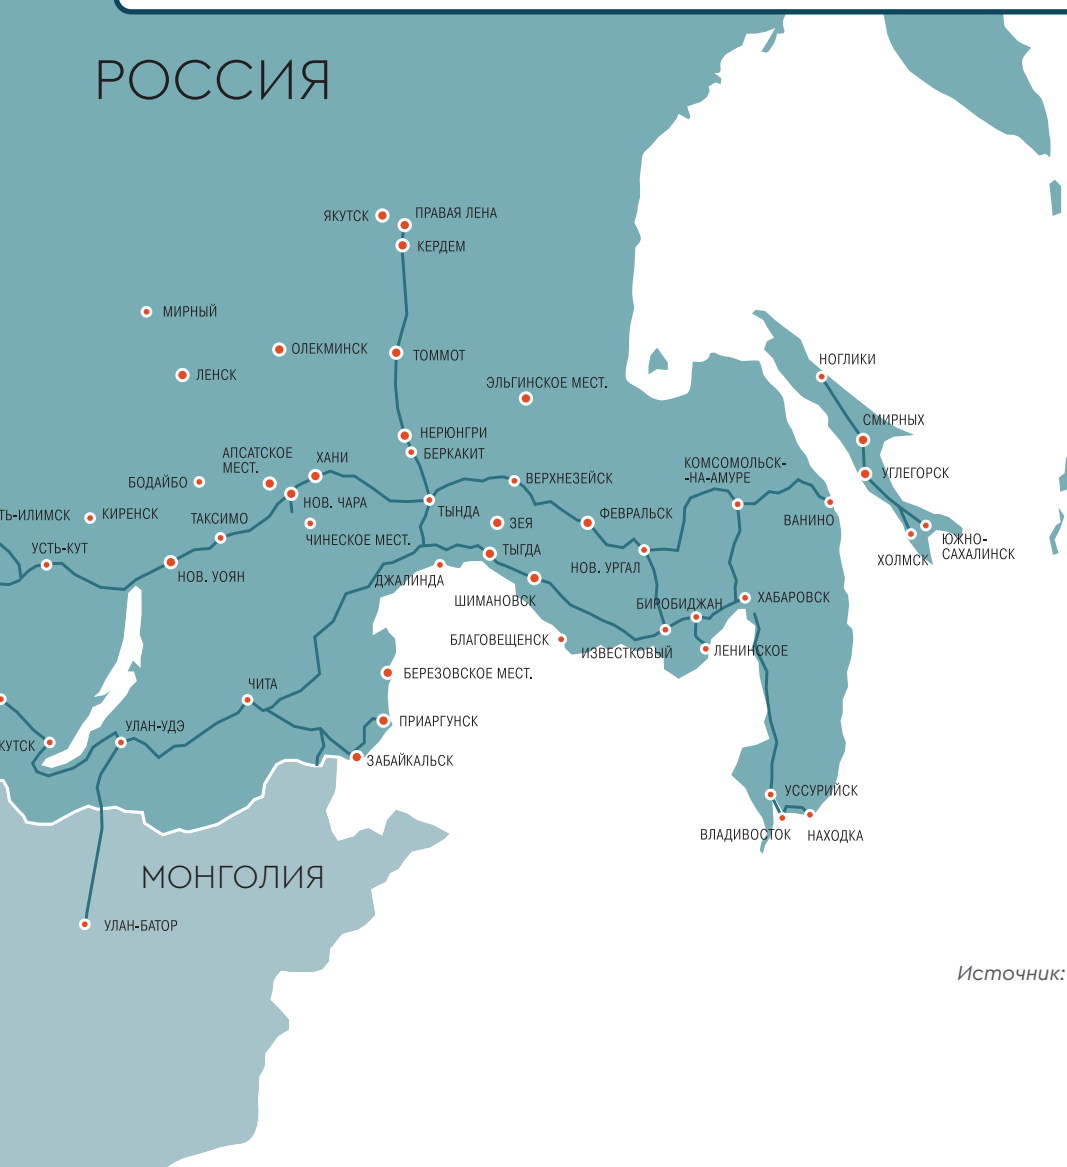 РОССИЯ
ЯКУТСК
ПРАВАЯ ЛЕНА
КЕРДЕМ
МИРНЫЙ
ОЛЕКМИНСК
ТОММОТ
НОГЛИКИ
ЛЕНСК
ЭЛЬГИНСКОЕ МЕСТ.
СМИРНЫХ
НЕРЮНГРИ
АПСАТСКОЕ
МЕСТ.
ХАНИ
БЕРКАКИТ
КОМСОМОЛЬСК-
-НА-АМУРЕ
УГЛЕГОРСК
БОДАЙБО
ВЕРХНЕЗЕЙСК
НОВ. ЧАРА
ТЬ-ИЛИМСК
КИРЕНСК
ТАКСИМО
ТЫНДА
ЗЕЯ
ФЕВРАЛЬСК
ВАНИНО
ЧИНЕСКОЕ МЕСТ.
ЮЖНО-
САХАЛИНСК
УСТЬ-КУТ
ТЫГДА
ХОЛМСК
НОВ. УОЯН
ДЖАЛИНДА
НОВ. УРГАЛ
ШИМАНОВСК
БИРОБИДЖАН
ХАБАРОВСК
БЛАГОВЕЩЕНСК
ИЗВЕСТКОВЫЙ
ЛЕНИНСКОЕ
БЕРЕЗОВСКОЕ МЕСТ.
ЧИТА
УЛАН-УДЭ
ПРИАРГУНСК
КУТСК
ЗАБАЙКАЛЬСК
УССУРИЙСК
ВЛАДИВОСТОК
НАХОДКА
МОНГОЛИЯ
УЛАН-БАТОР
Источник: